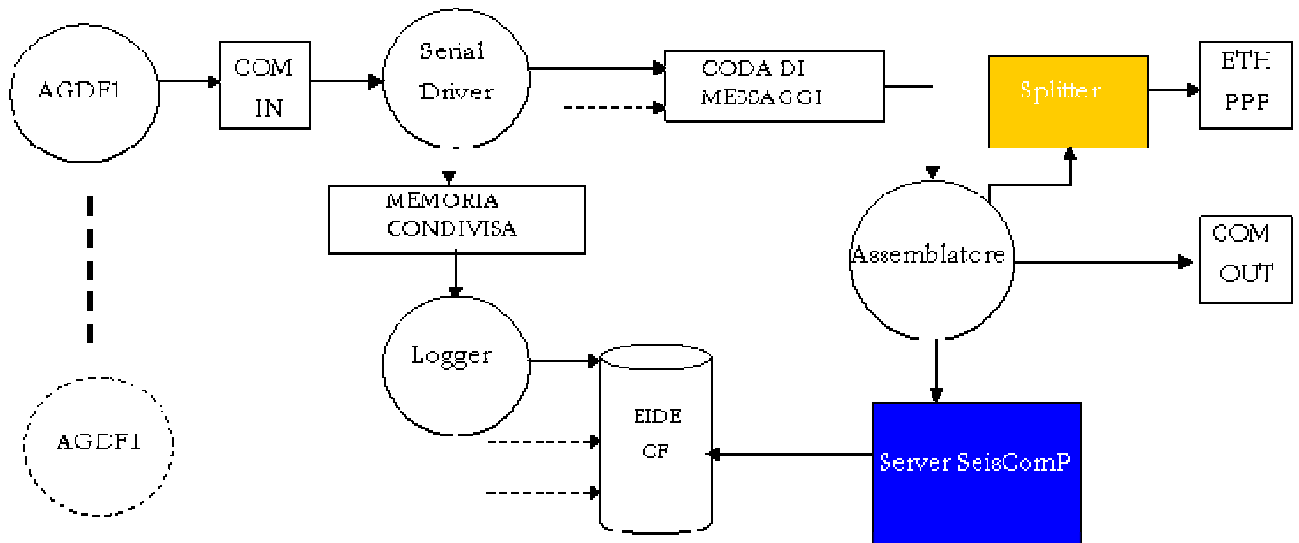 AGDF1
COM
IN
Serial
Driver
CODA DI
MESSAGGI
Splitter
ETH
PPP
MEMORIA
CONDIVISA
Assemblatore
COM
OUT
Logger
AGDF1
EIDE
CF
Server SeisComP